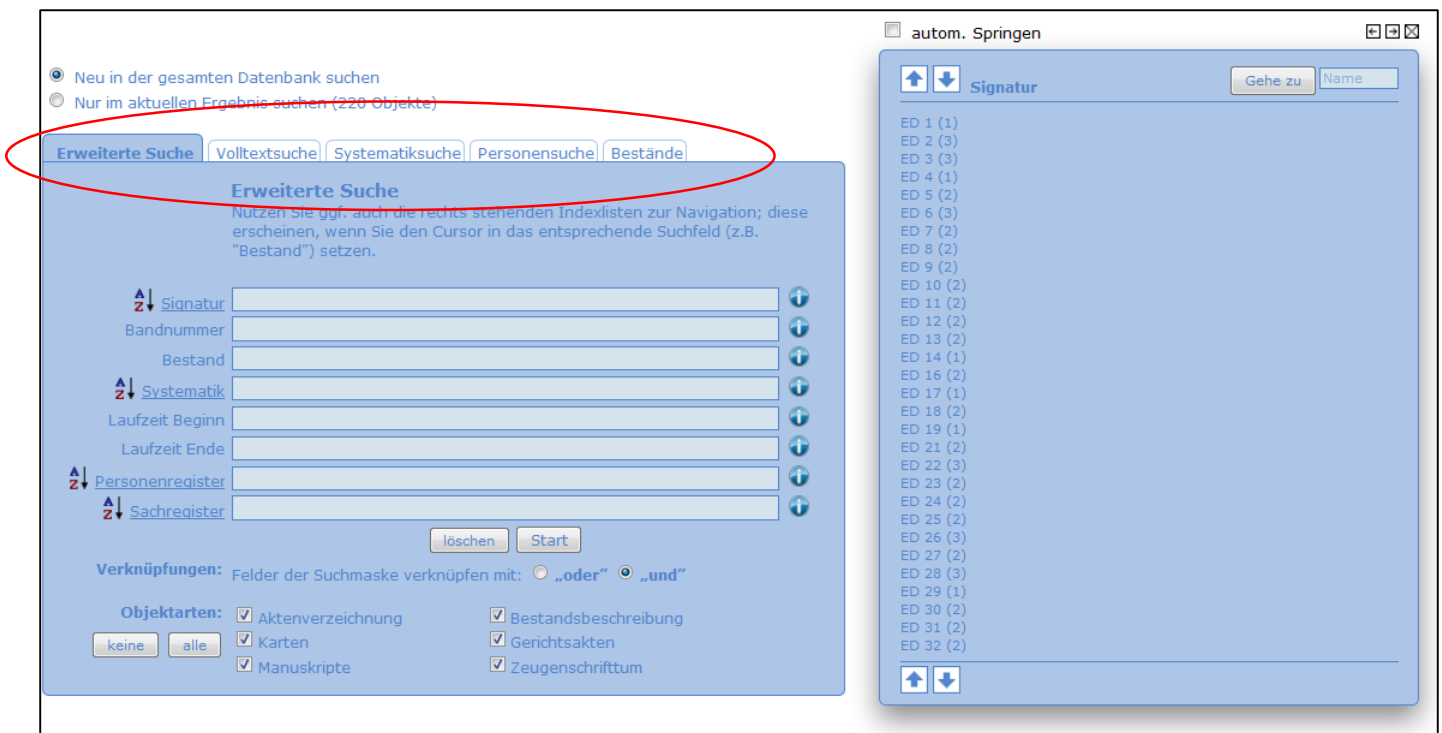 autom. Springen
Neu in der gesamten Datenbank suchen
Nur im aktuellen Ergebnis suchen (220 Objekte)
Erweiterte Suche Volltextsuche Systematiksuche Personensuche Bestände
Erweiterte Suche
Nutzen Sie ggf. auch die rechts stehenden Indexlisten zur Navigation; diese
erscheinen, wenn Sie den Cursor in das entsprechende Suchfeld (z.B.
"Bestand") setzen.
Signatur
Bandnummer
Bestand
Systematik
Laufzeit Beginn
Laufzeit Ende
Personenregister
Sachregister
löschen Start
Verknüpfungen: Felder der Suchmaske verknüpfen mit: „oder” „und”
Objektarten: Aktenverzeichnung Bestandsbeschreibung
keine alle Karten Gerichtsakten
Manuskripte Zeugenschrifttum
Signatur Gehe zu Name
ED 1 (1)
ED 2 (3)
ED 3 (3)
ED 4 (1)
ED 5 (2)
ED 6 (3)
ED 7 (2)
ED 8 (2)
ED 9 (2)
ED 10 (2)
ED 11 (2)
ED 12 (2)
ED 13 (2)
ED 14 (1)
ED 16 (2)
ED 17 (1)
ED 18 (2)
ED 19 (1)
ED 21 (2)
ED 22 (3)
ED 23 (2)
ED 24 (2)
ED 25 (2)
ED 26 (3)
ED 27 (2)
ED 28 (3)
ED 29 (1)
ED 30 (2)
ED 31 (2)
ED 32 (2)